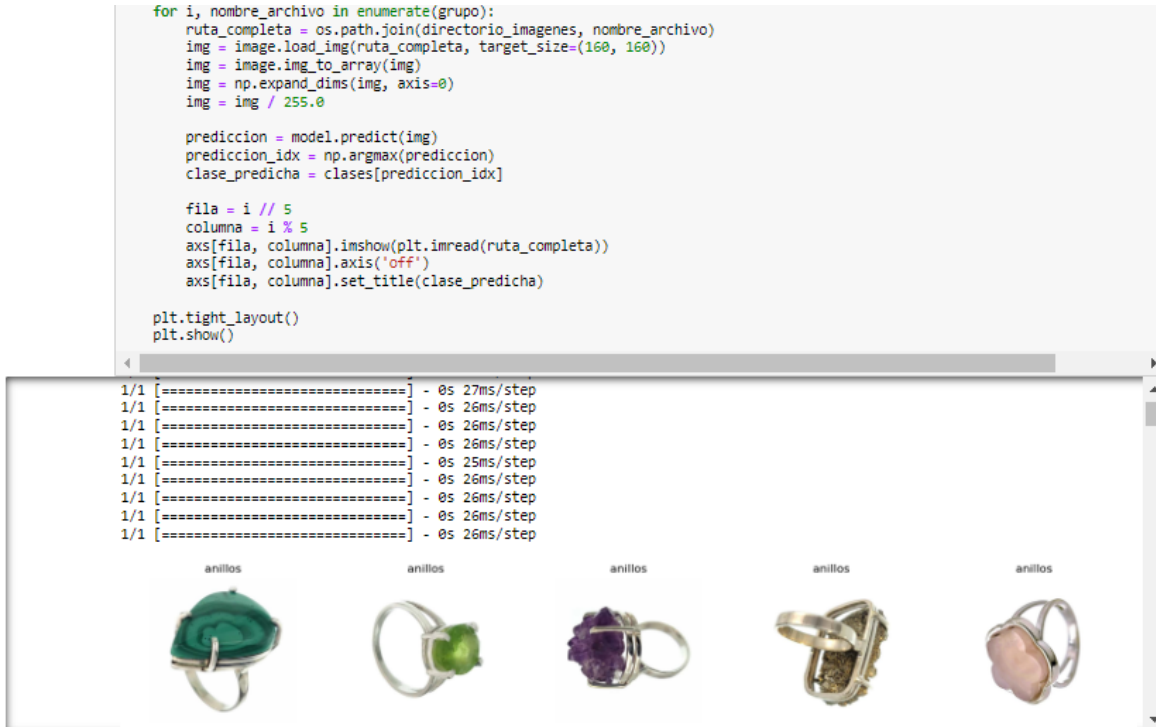 for i, nombre_archivo in enumerate(grupo):
    ruta_completa = os.path.join(directorio_imagenes, nombre_archivo)
    img = image.load_img(ruta_completa, target_size=(160, 160))
    img = image.img_to_array(img)
    img = np.expand_dims(img, axis=0)
    img = img / 255.0

    prediccion = model.predict(img)
    prediccion_idx = np.argmax(prediccion)
    clase_predicha = clases[prediccion_idx]

    fila = i // 5
    columna = i % 5
    axs[fila, columna].imshow(plt.imread(ruta_completa))
    axs[fila, columna].axis('off')
    axs[fila, columna].set_title(clase_predicha)

plt.tight_layout()
plt.show()
1/1 [==============================] - 0s 27ms/step
1/1 [==============================] - 0s 26ms/step
1/1 [==============================] - 0s 26ms/step
1/1 [==============================] - 0s 26ms/step
1/1 [==============================] - 0s 25ms/step
1/1 [==============================] - 0s 26ms/step
1/1 [==============================] - 0s 26ms/step
1/1 [==============================] - 0s 26ms/step
1/1 [==============================] - 0s 26ms/step
anillos anillos anillos anillos anillos